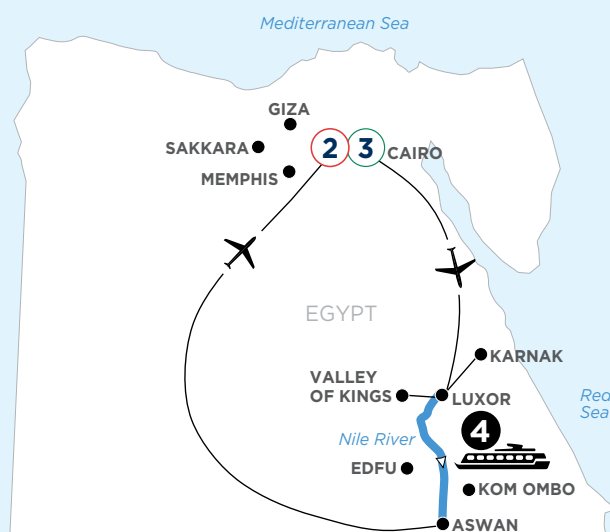 Mediterranean Sea
GIZA
SAKKARA
2 3 CAIRO
MEMPHIS
EGYPT
KARNAK
VALLEY
OF KINGS
LUXOR
Red
Sea
4
Nile River
EDFU
KOM OMBO
ASWAN